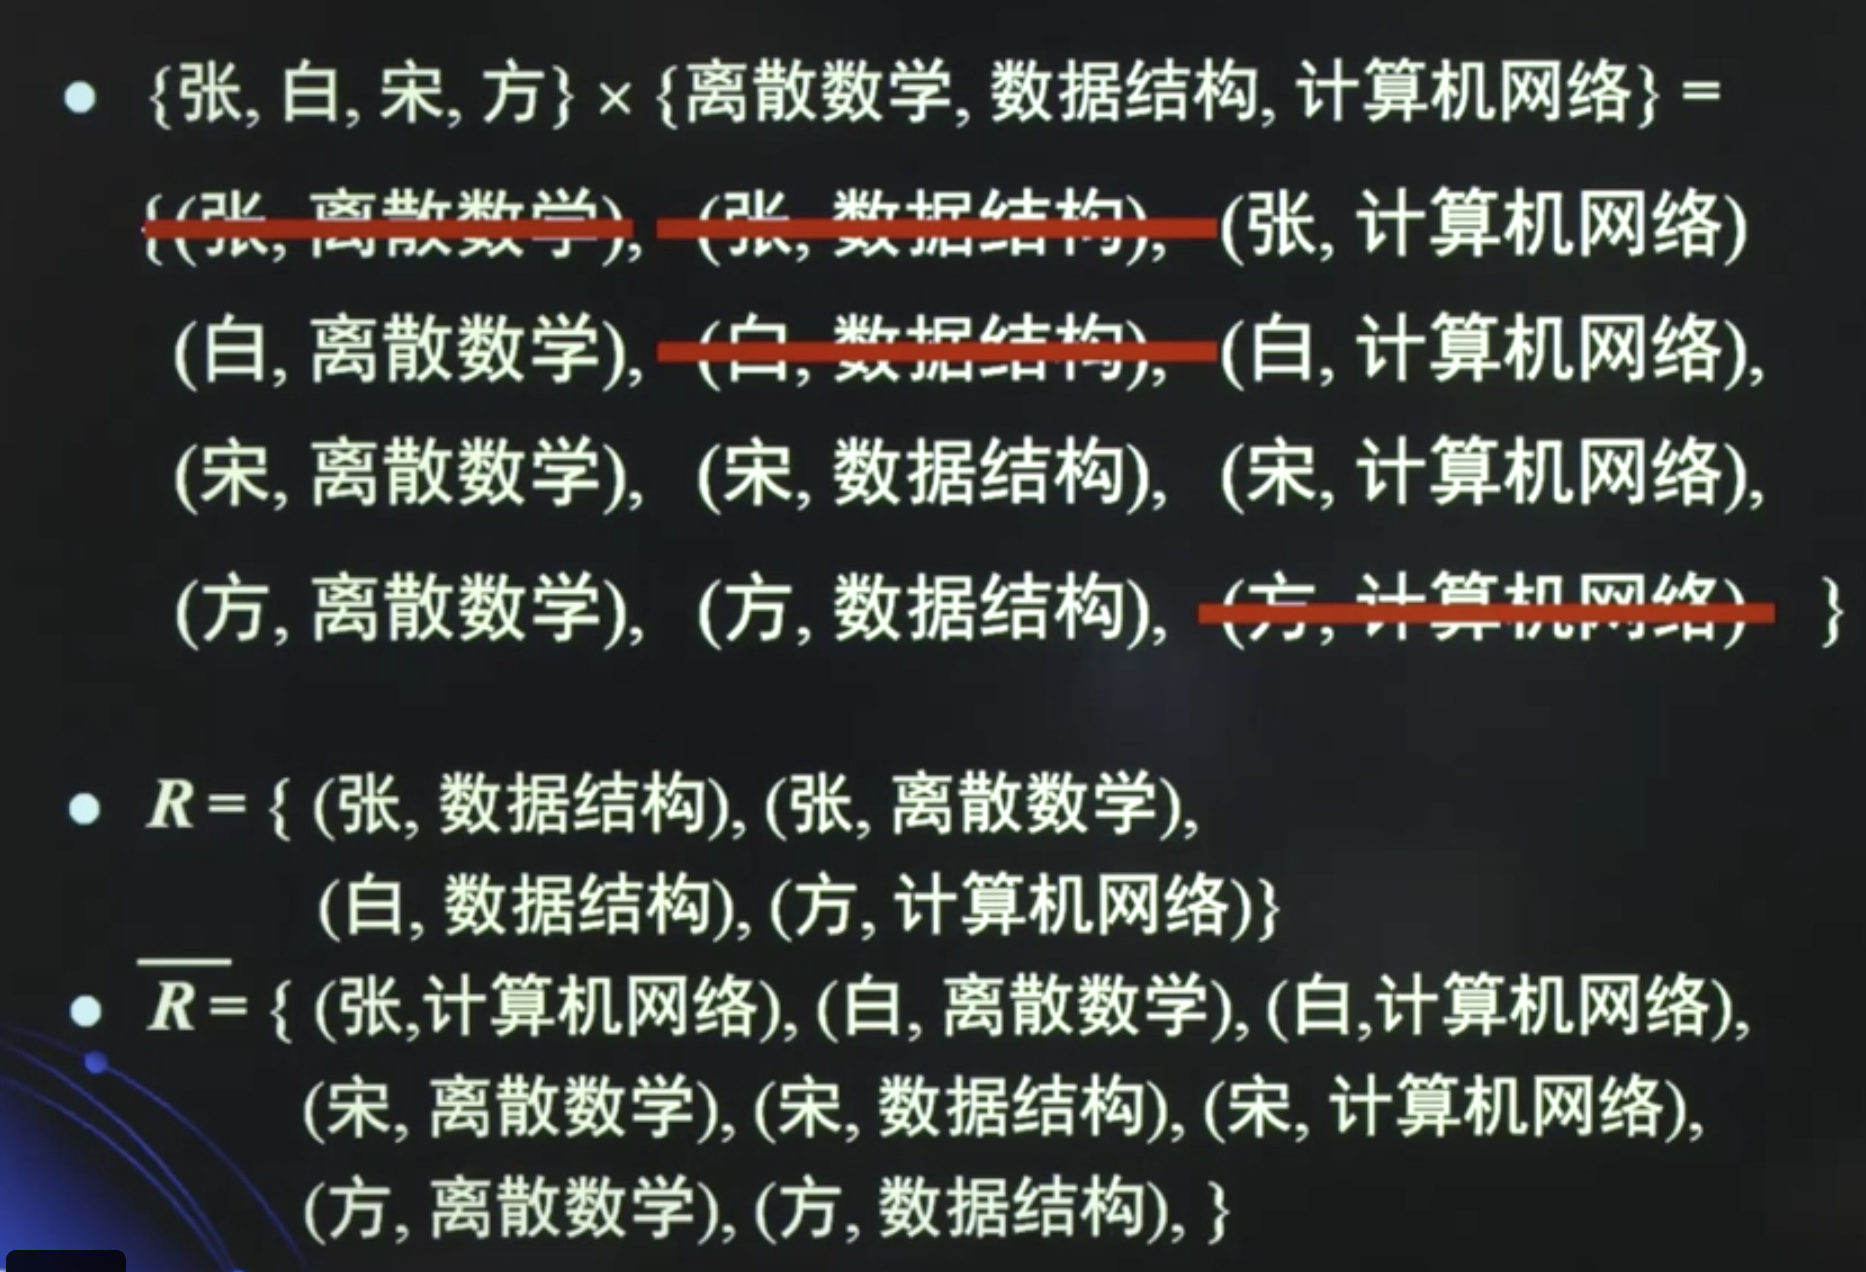 • {张, 白, 宋, 方} × {离散数学, 数据结构, 计算机网络} =
{(张, 离散数学), (张, 数据结构), (张, 计算机网络)
(白, 离散数学), (白, 数据结构), (白, 计算机网络),
(宋, 离散数学), (宋, 数据结构), (宋, 计算机网络),
(方, 离散数学), (方, 数据结构), (方, 计算机网络) }
• R = { (张, 数据结构), (张, 离散数学),
(白, 数据结构), (方, 计算机网络)}
• R̅ = { (张,计算机网络), (白, 离散数学), (白,计算机网络),
(宋, 离散数学), (宋, 数据结构), (宋, 计算机网络),
(方, 离散数学), (方, 数据结构), }